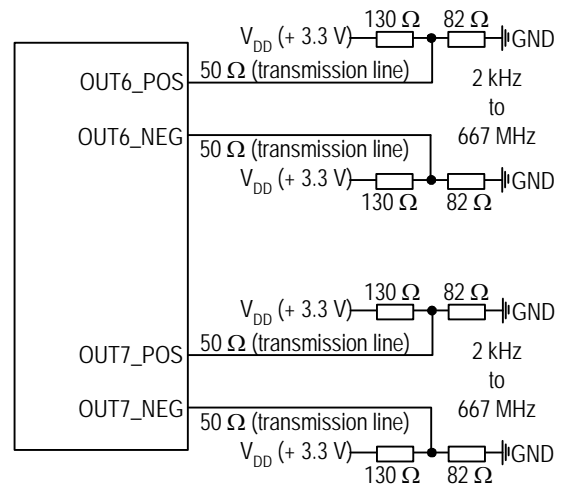 130 Ω 82 Ω
V_DD (+ 3.3 V) GND
OUT6_POS 50 Ω (transmission line) 2 kHz
to
OUT6_NEG 50 Ω (transmission line) 667 MHz
V_DD (+ 3.3 V) GND
130 Ω 82 Ω
130 Ω 82 Ω
V_DD (+ 3.3 V) GND
OUT7_POS 50 Ω (transmission line) 2 kHz
to
OUT7_NEG 50 Ω (transmission line) 667 MHz
V_DD (+ 3.3 V) GND
130 Ω 82 Ω